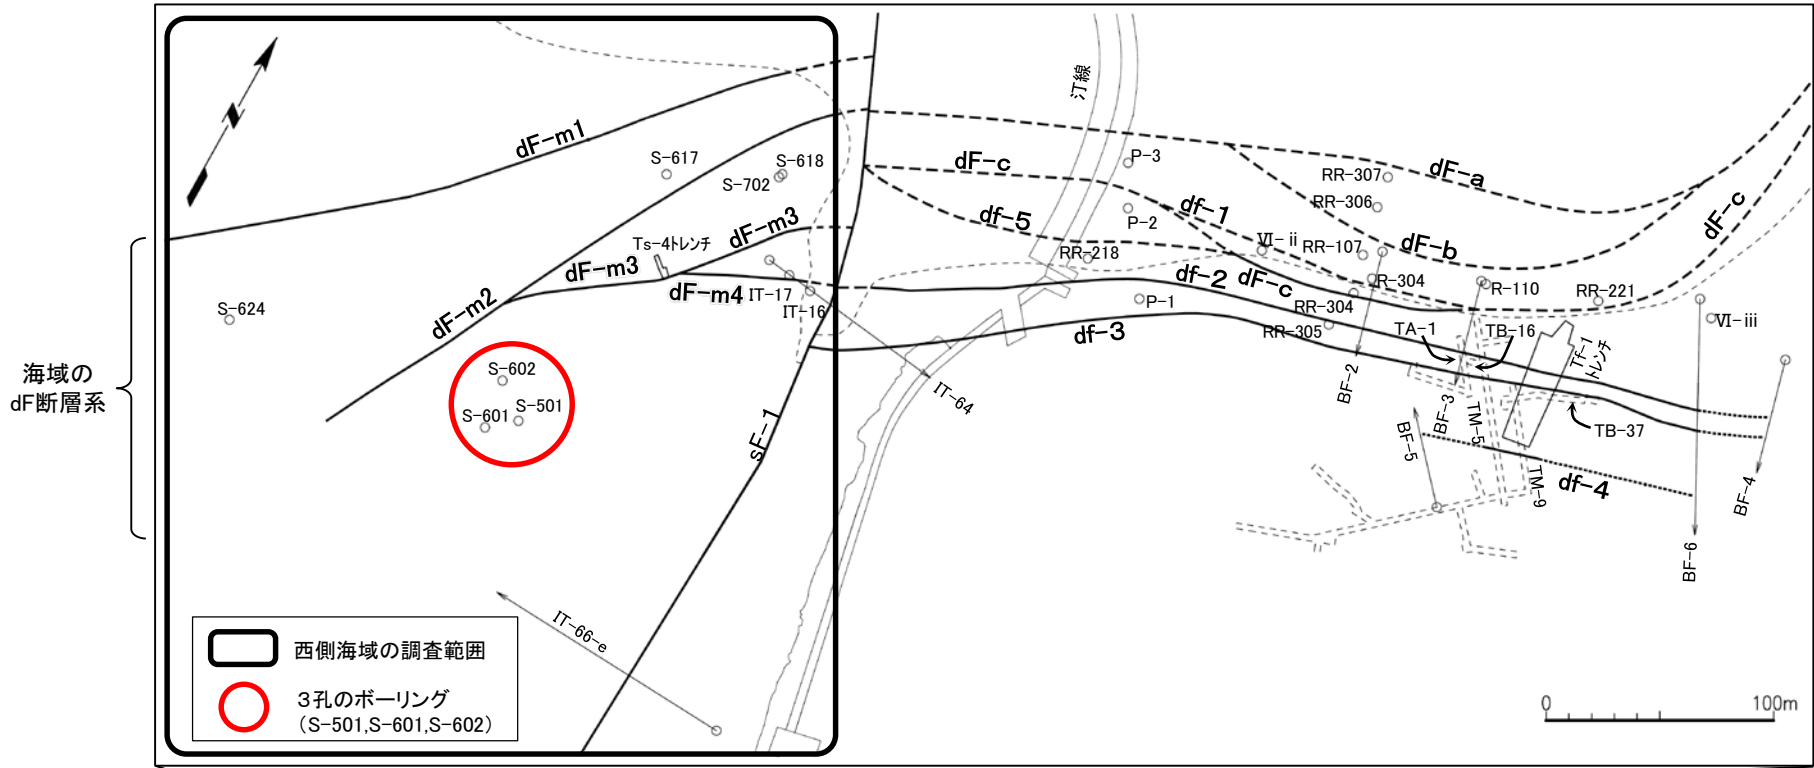 海域の
dF断層系
dF-m1
S-617
S-618
S-702
dF-m3
Ts-4トレンチ
dF-m3
dF-m4
IT-17
IT-16
dF-m2
S-624
S-602
S-601
S-501
sF-1
IT-64
IT-66-e
西側海域の調査範囲
3孔のボーリング
(S-501,S-601,S-602)
汀線
dF-c
df-5
P-3
P-2
RR-218
P-1
df-1
df-2
dF-c
df-3
VI-ii
RR-307
RR-306
RR-107
R-304
RR-304
RR-305
dF-a
dF-b
dF-c
R-110
RR-221
VI-iii
TA-1
TB-16
Tf-1
トレンチ
TB-37
BF-2
BF-3
TM-5
BF-5
TM-9
df-4
BF-6
BF-4
0
100m